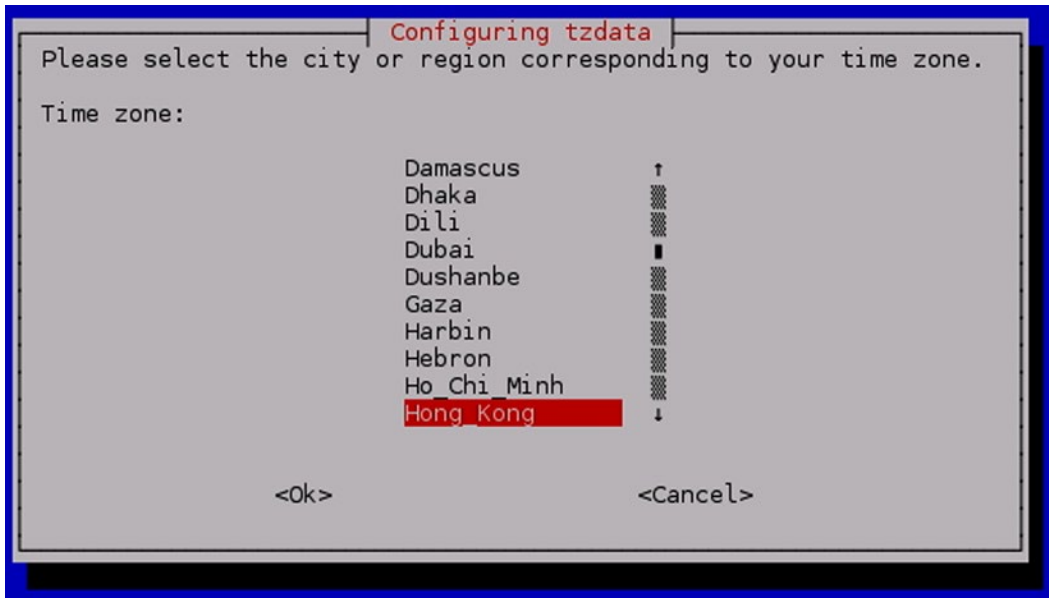 Configuring tzdata
Please select the city or region corresponding to your time zone.
Time zone:
Damascus
Dhaka
Dili
Dubai
Dushanbe
Gaza
Harbin
Hebron
Ho_Chi_Minh
Hong_Kong
<Ok> <Cancel>